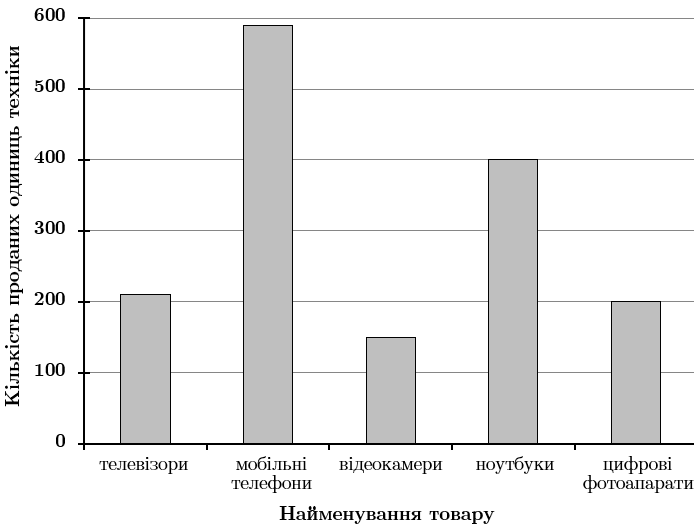 600
500
400
300
200
100
0
Кількість проданих одиниць техніки
телевізори
мобільні
телефони
відеокамери
ноутбуки
цифрові
фотоапарати
Найменування товару